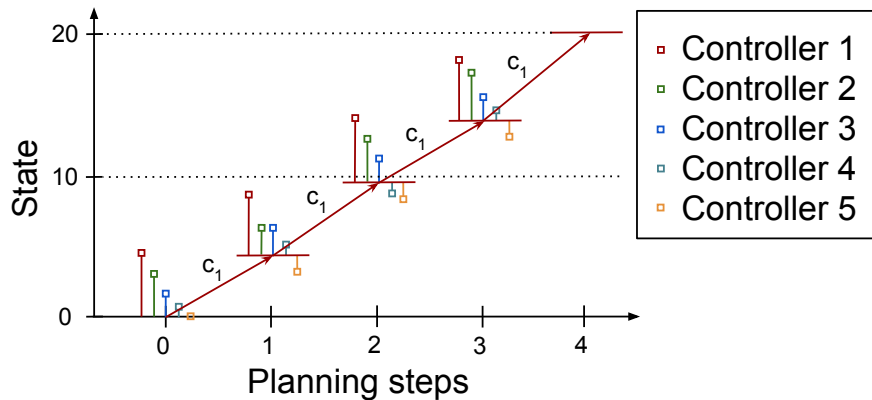 20
10
0
State
c₁
c₁
c₁
c₁
0
1
2
3
4
Planning steps
Controller 1
Controller 2
Controller 3
Controller 4
Controller 5